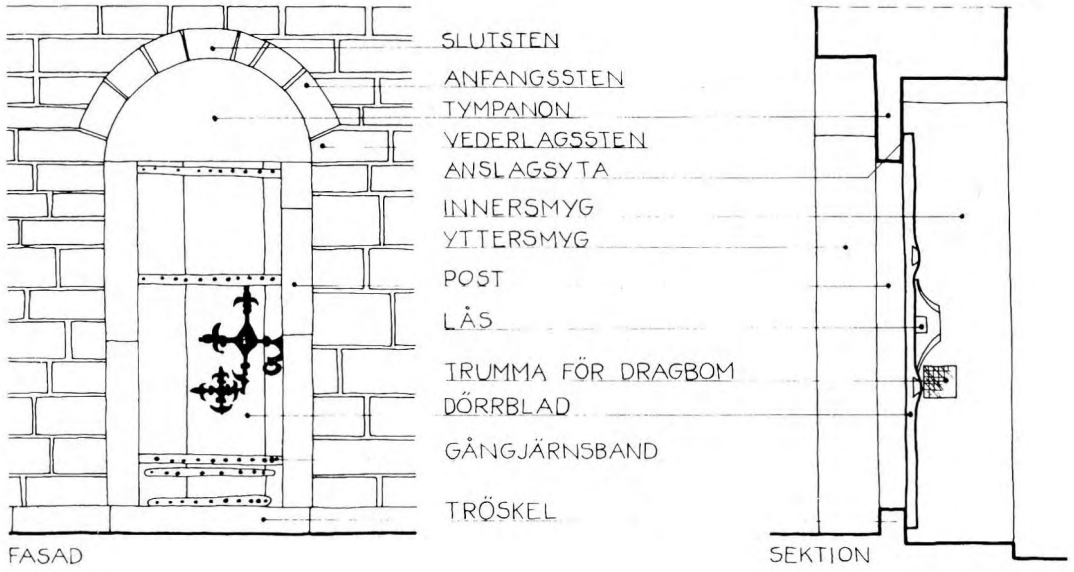 SLUTSTEN
ANFANGSSTEN
TYMPANON
VEDERLAGSSTEN
ANSLAGSYTA
INNERSMYG
YTTERSMYG
POST
LÅS
TRUMMA FÖR DRAGBOM
DÖRRBLAD
GÅNGJÄRNSBAND
TRÖSKEL
FASAD
SEKTION